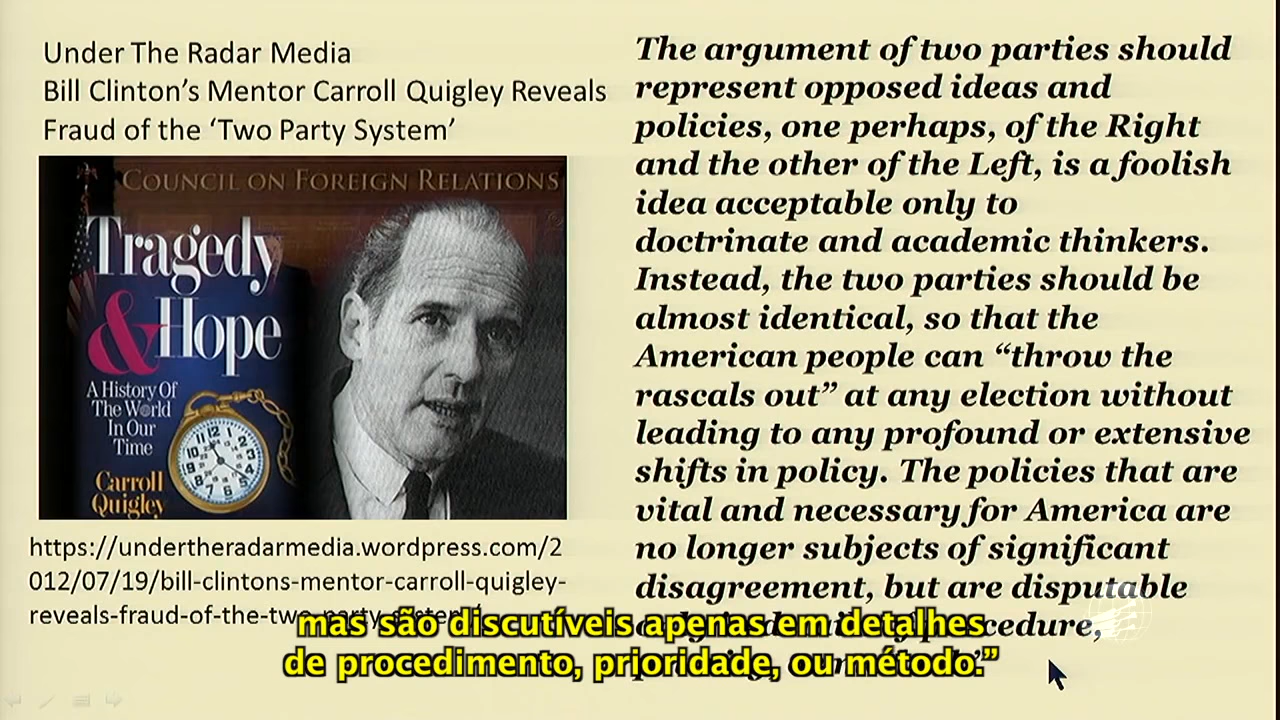 Under The Radar Media
Bill Clinton’s Mentor Carroll Quigley Reveals
Fraud of the ‘Two Party System’
COUNCIL ON FOREIGN RELATIONS
Tragedy
& Hope
A History Of
The World
In Our
Time
Carroll
Quigley
https://undertheradarmedia.wordpress.com/2
012/07/19/bill-clintons-mentor-carroll-quigley-
reveals-fraud-of-the-two-party-system/
The argument of two parties should
represent opposed ideas and
policies, one perhaps, of the Right
and the other of the Left, is a foolish
idea acceptable only to
doctrinate and academic thinkers.
Instead, the two parties should be
almost identical, so that the
American people can “throw the
rascals out” at any election without
leading to any profound or extensive
shifts in policy. The policies that are
vital and necessary for America are
no longer subjects of significant
disagreement, but are disputable
procedure,
mas são discutíveis apenas em detalhes
de procedimento, prioridade, ou método.”